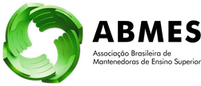 ABMES
Associação Brasileira de
Mantenedoras de Ensino Superior